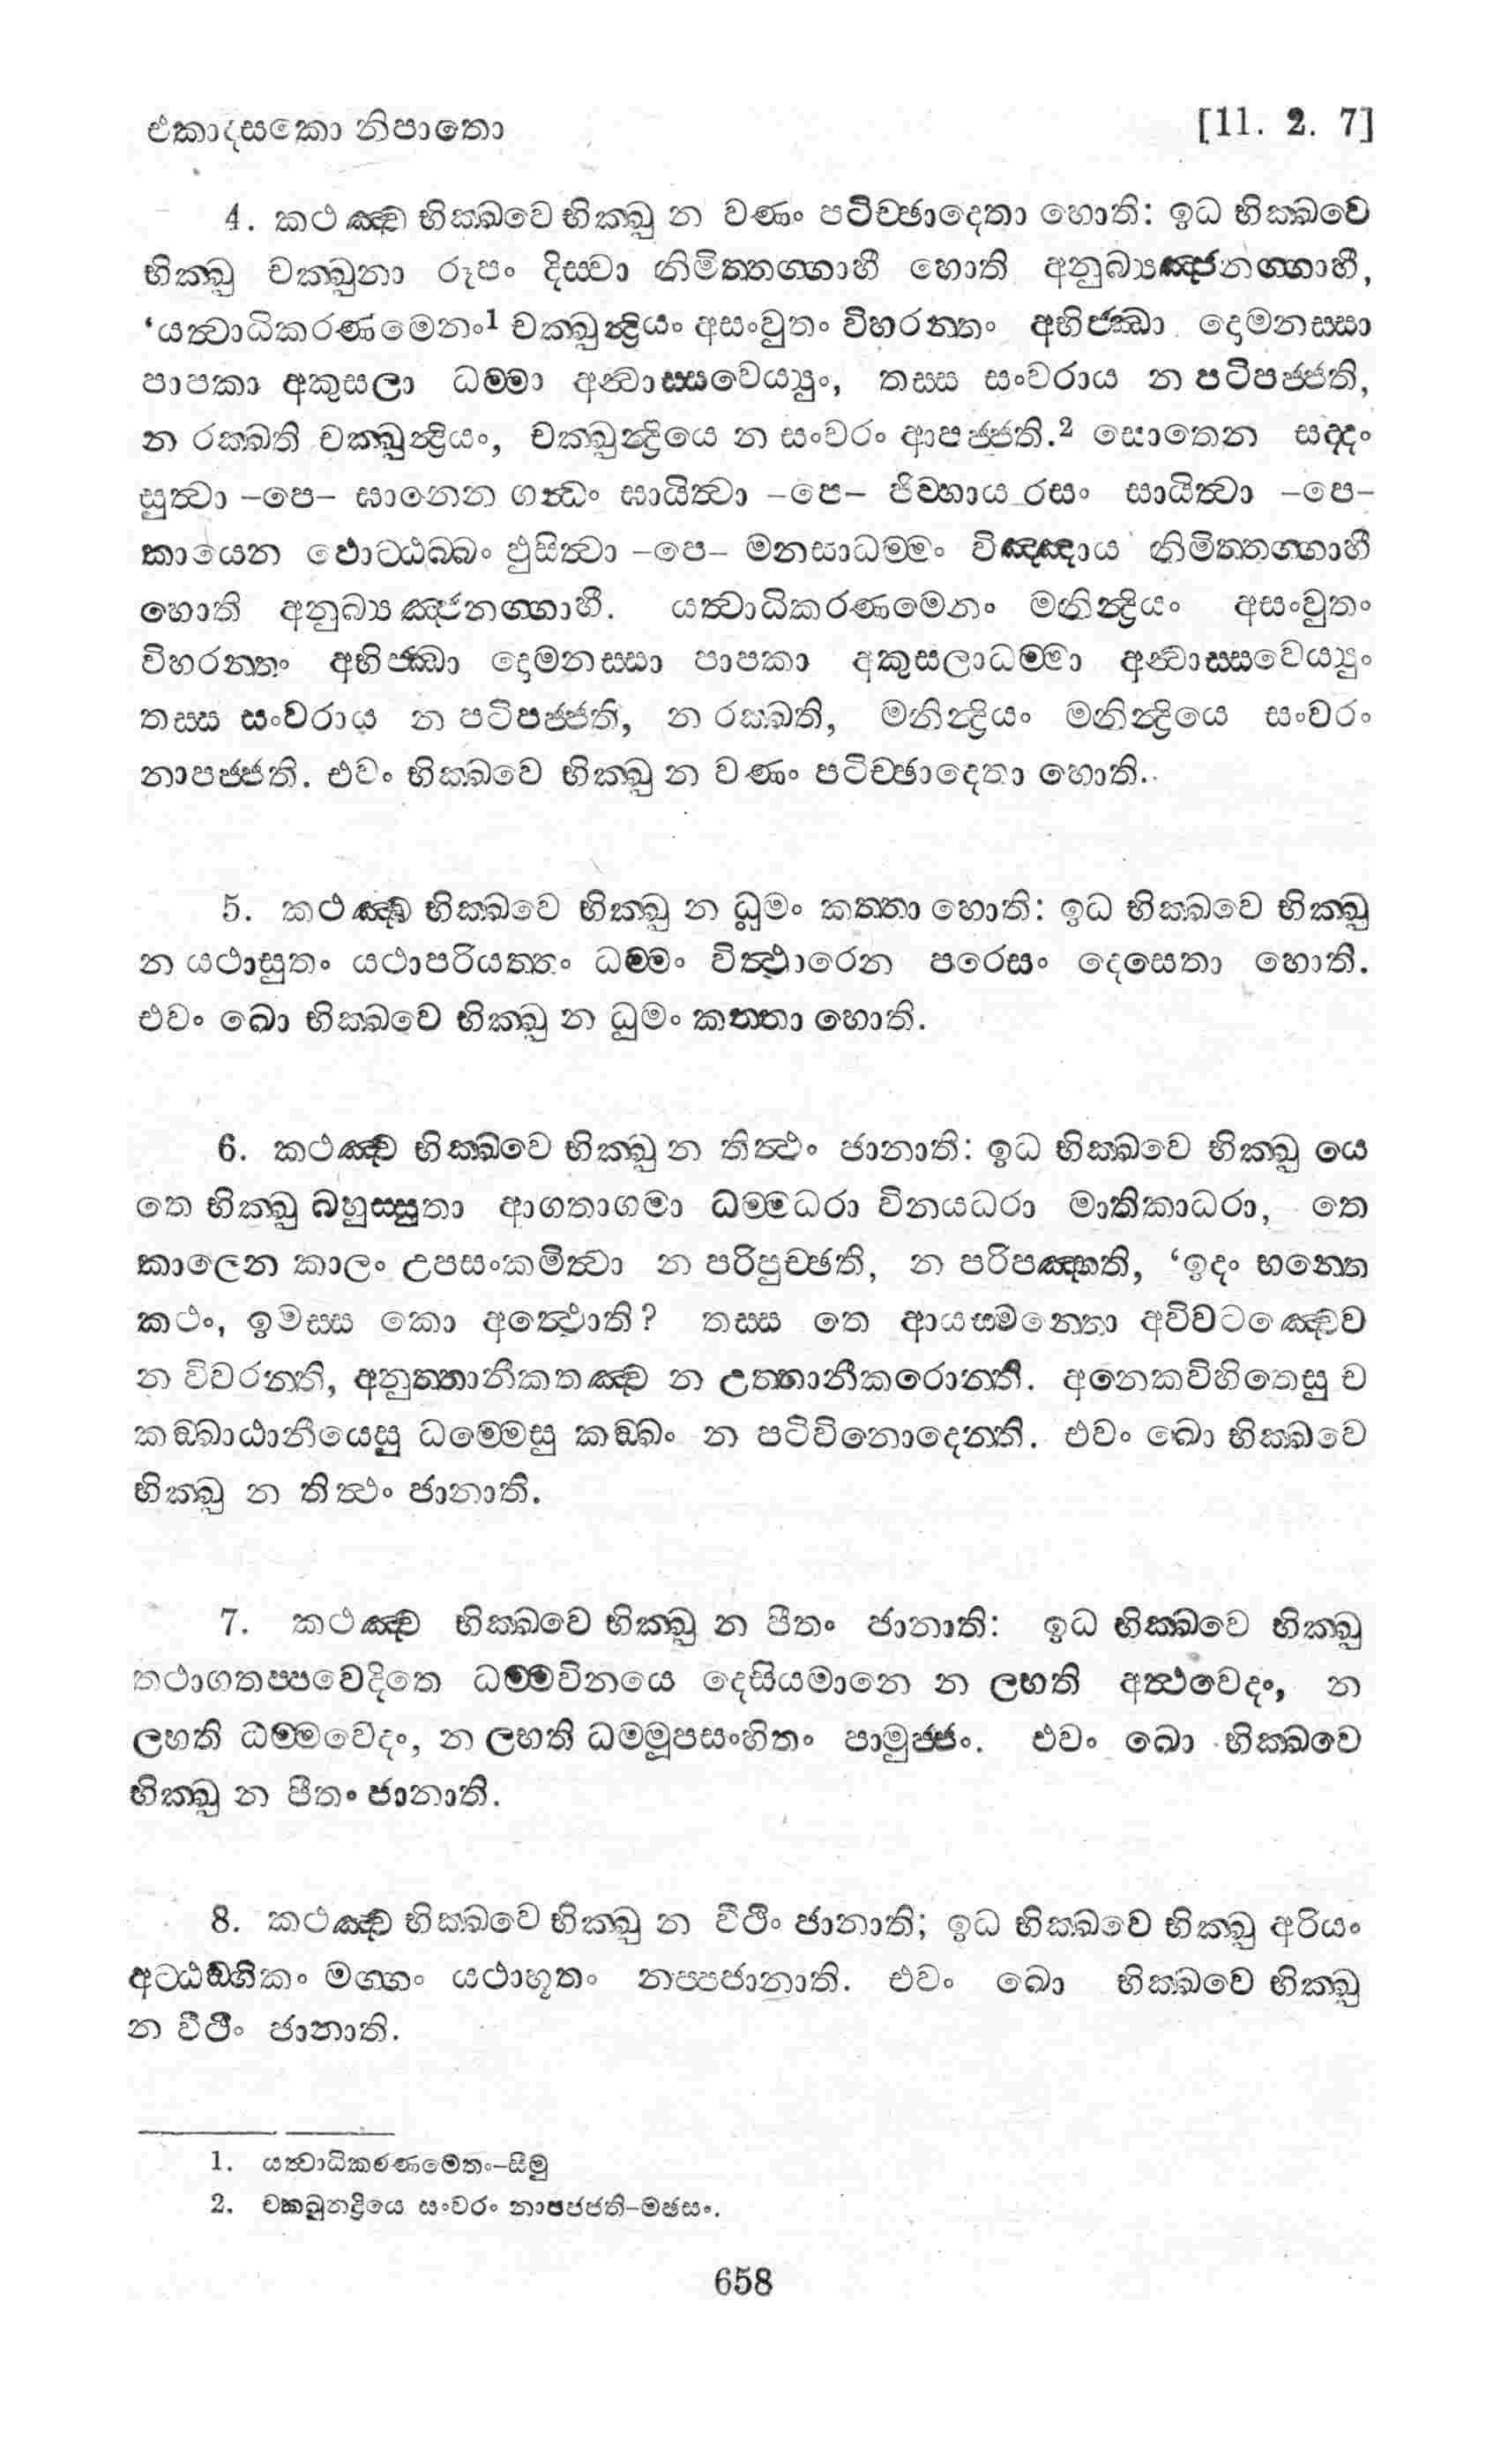 එකාදසකො නිපාතො [11. 2. 7]
4. කථඤ්ච භික්ඛවෙ භික්ඛු න වණං පටිච්ඡාදෙතා හොති: ඉධ භික්ඛවෙ
භික්ඛු චක්ඛුනා රූපං දිස්වා නිමිත්තග්ගාහී හොති අනුබ්‍යඤ්ජනග්ගාහී,
‘යත්වාධිකරණමෙනං1 චක්ඛුන්ද්‍රියං අසංවුතං විහරන්තං අභිජ්ඣා දොමනස්සා
පාපකා අකුසලා ධම්මා අන්වාස්සවෙය්‍යුං, තස්ස සංවරාය න පටිපජ්ජති,
න රක්ඛති චක්ඛුන්ද්‍රියං, චක්ඛුන්ද්‍රියෙ න සංවරං ආපජ්ජති.2 සොතෙන සද්දං
සුත්වා –පෙ– ඝානෙන ගන්ධං ඝායිත්වා –පෙ– ජිව්හාය රසං සායිත්වා –පෙ–
කායෙන ඵොට්ඨබ්බං ඵුසිත්වා –පෙ– මනසාධම්මං විඤ්ඤාය නිමිත්තග්ගාහී
හොති අනුබ්‍යඤ්ජනග්ගාහී. යත්වාධිකරණමෙනං මනින්ද්‍රියං අසංවුතං
විහරන්තං අභිජ්ඣා දොමනස්සා පාපකා අකුසලාධම්මා අන්වාස්සවෙය්‍යුං
තස්ස සංවරාය න පටිපජ්ජති, න රක්ඛති, මනින්ද්‍රියං මනින්ද්‍රියෙ සංවරං
නාපජ්ජති. එවං භික්ඛවෙ භික්ඛු න වණං පටිච්ඡාදෙතා හොති.
5. කථඤ්ච භික්ඛවෙ භික්ඛු න ධූමං කත්තා හොති: ඉධ භික්ඛවෙ භික්ඛු
න යථාසුතං යථාපරියත්තං ධම්මං විත්ථාරෙන පරෙසං දෙසෙතා හොති.
එවං ඛො භික්ඛවෙ භික්ඛු න ධුමං කත්තා හොති.
6. කථඤ්ච භික්ඛවෙ භික්ඛු න තිත්ථං ජානාති: ඉධ භික්ඛවෙ භික්ඛු යෙ
තෙ භික්ඛු බහුස්සුතා ආගතාගමා ධම්මධරා විනයධරා මාතිකාධරා, තෙ
කාලෙන කාලං උපසංකමිත්වා න පරිපුච්ඡති, න පරිපඤ්හති, ‘ඉදං භන්තෙ
කථං, ඉමස්ස කො අත්ථොති? තස්ස තෙ ආයස්මන්තො අවිවටඤ්චෙව
න විවරන්ති, අනුත්තානීකතඤ්ච න උත්තානීකරොන්ති. අනෙකවිහිතෙසු ච
කඞ්ඛාඨානීයෙසු ධම්මෙසු කඞ්ඛං න පටිවිනොදෙන්ති. එවං ඛො භික්ඛවෙ
භික්ඛු න තිත්ථං ජානාති.
7. කථඤ්ච භික්ඛවෙ භික්ඛු න පීතං ජානාති: ඉධ භික්ඛවෙ භික්ඛු
තථාගතප්පවෙදිතෙ ධම්මවිනයෙ දෙසියමානෙ න ලභති අත්ථවෙදං, න
ලභති ධම්මවෙදං, න ලභති ධම්මූපසංහිතං පාමුජ්ජං. එවං ඛො භික්ඛවෙ
භික්ඛු න පීතං ජානාති.
8. කථඤ්ච භික්ඛවෙ භික්ඛු න වීථිං ජානාති; ඉධ භික්ඛවෙ භික්ඛු අරියං
අට්ඨඞ්ගිකං මග්ගං යථාභූතං නප්පජානාති. එවං ඛො භික්ඛවෙ භික්ඛු
න වීථිං ජානාති.
1. යත්වාධිකරණමෙතං–සීමු
2. චක්ඛුන්ද්‍රියෙ සංවරං නාපජ්ජති–මඡසං.
658